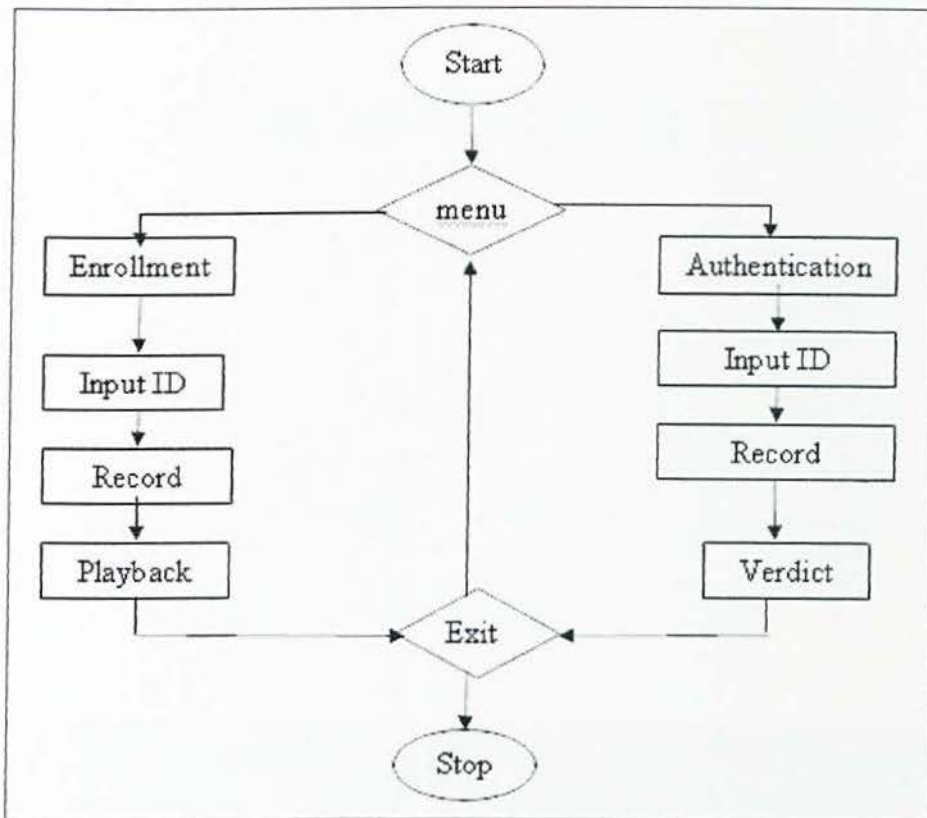 Start
menu
Enrollment
Input ID
Record
Playback
Authentication
Input ID
Record
Verdict
Exit
Stop